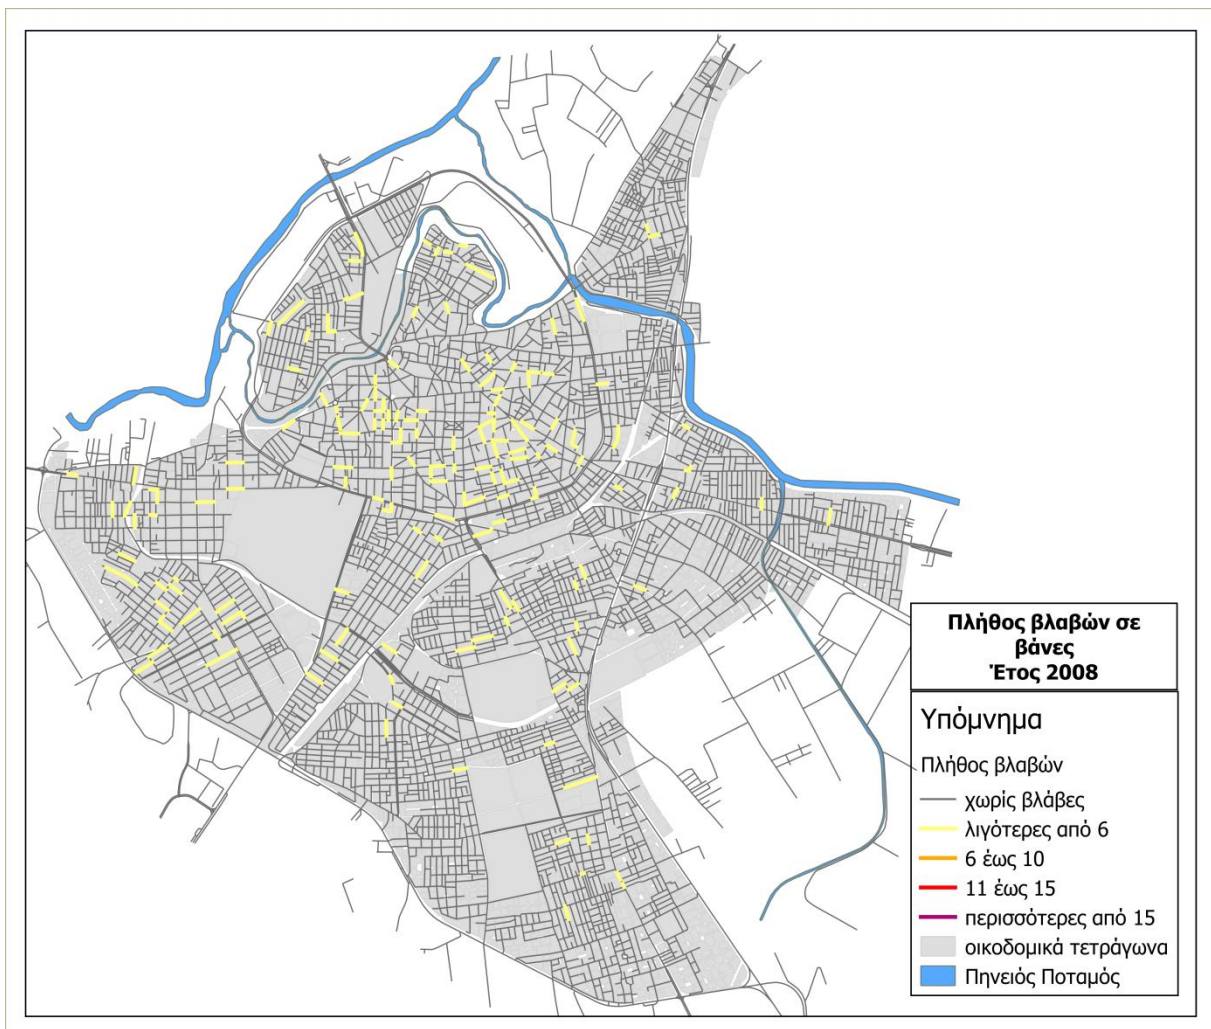 Πλήθος βλαβών σε
βάνες
Έτος 2008
Υπόμνημα
Πλήθος βλαβών
χωρίς βλάβες
λιγότερες από 6
6 έως 10
11 έως 15
περισσότερες από 15
οικοδομικά τετράγωνα
Πηνειός Ποταμός